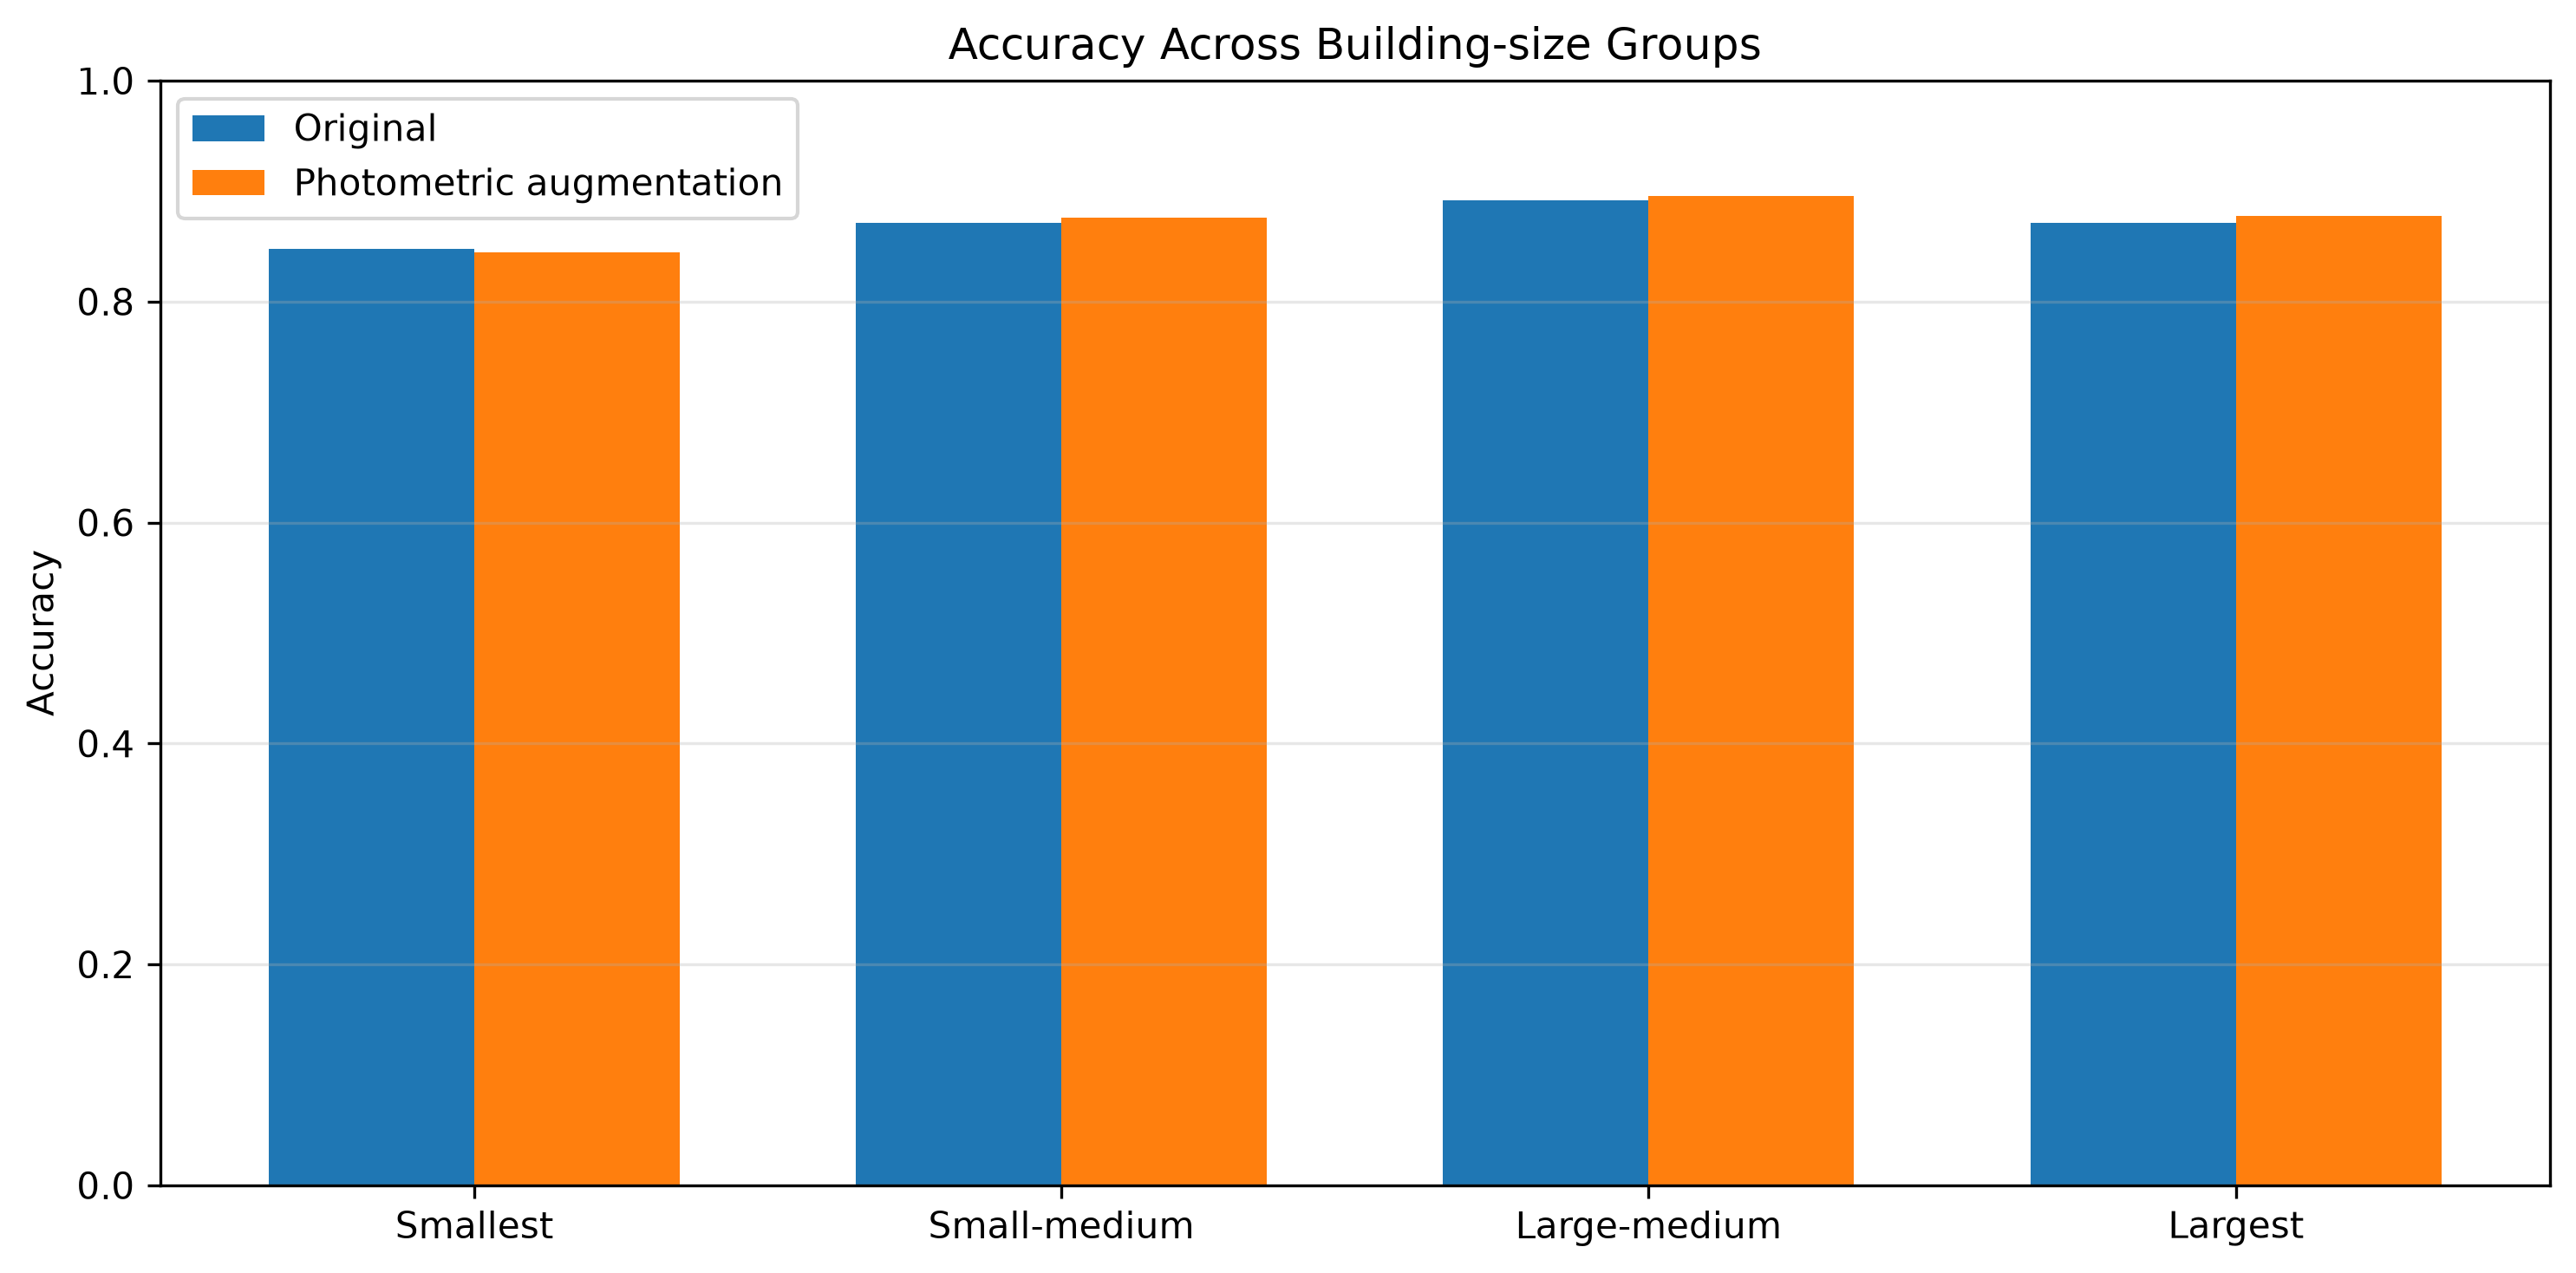 Accuracy Across Building-size Groups
Original
Photometric augmentation
Accuracy
1.0
0.8
0.6
0.4
0.2
0.0
Smallest
Small-medium
Large-medium
Largest